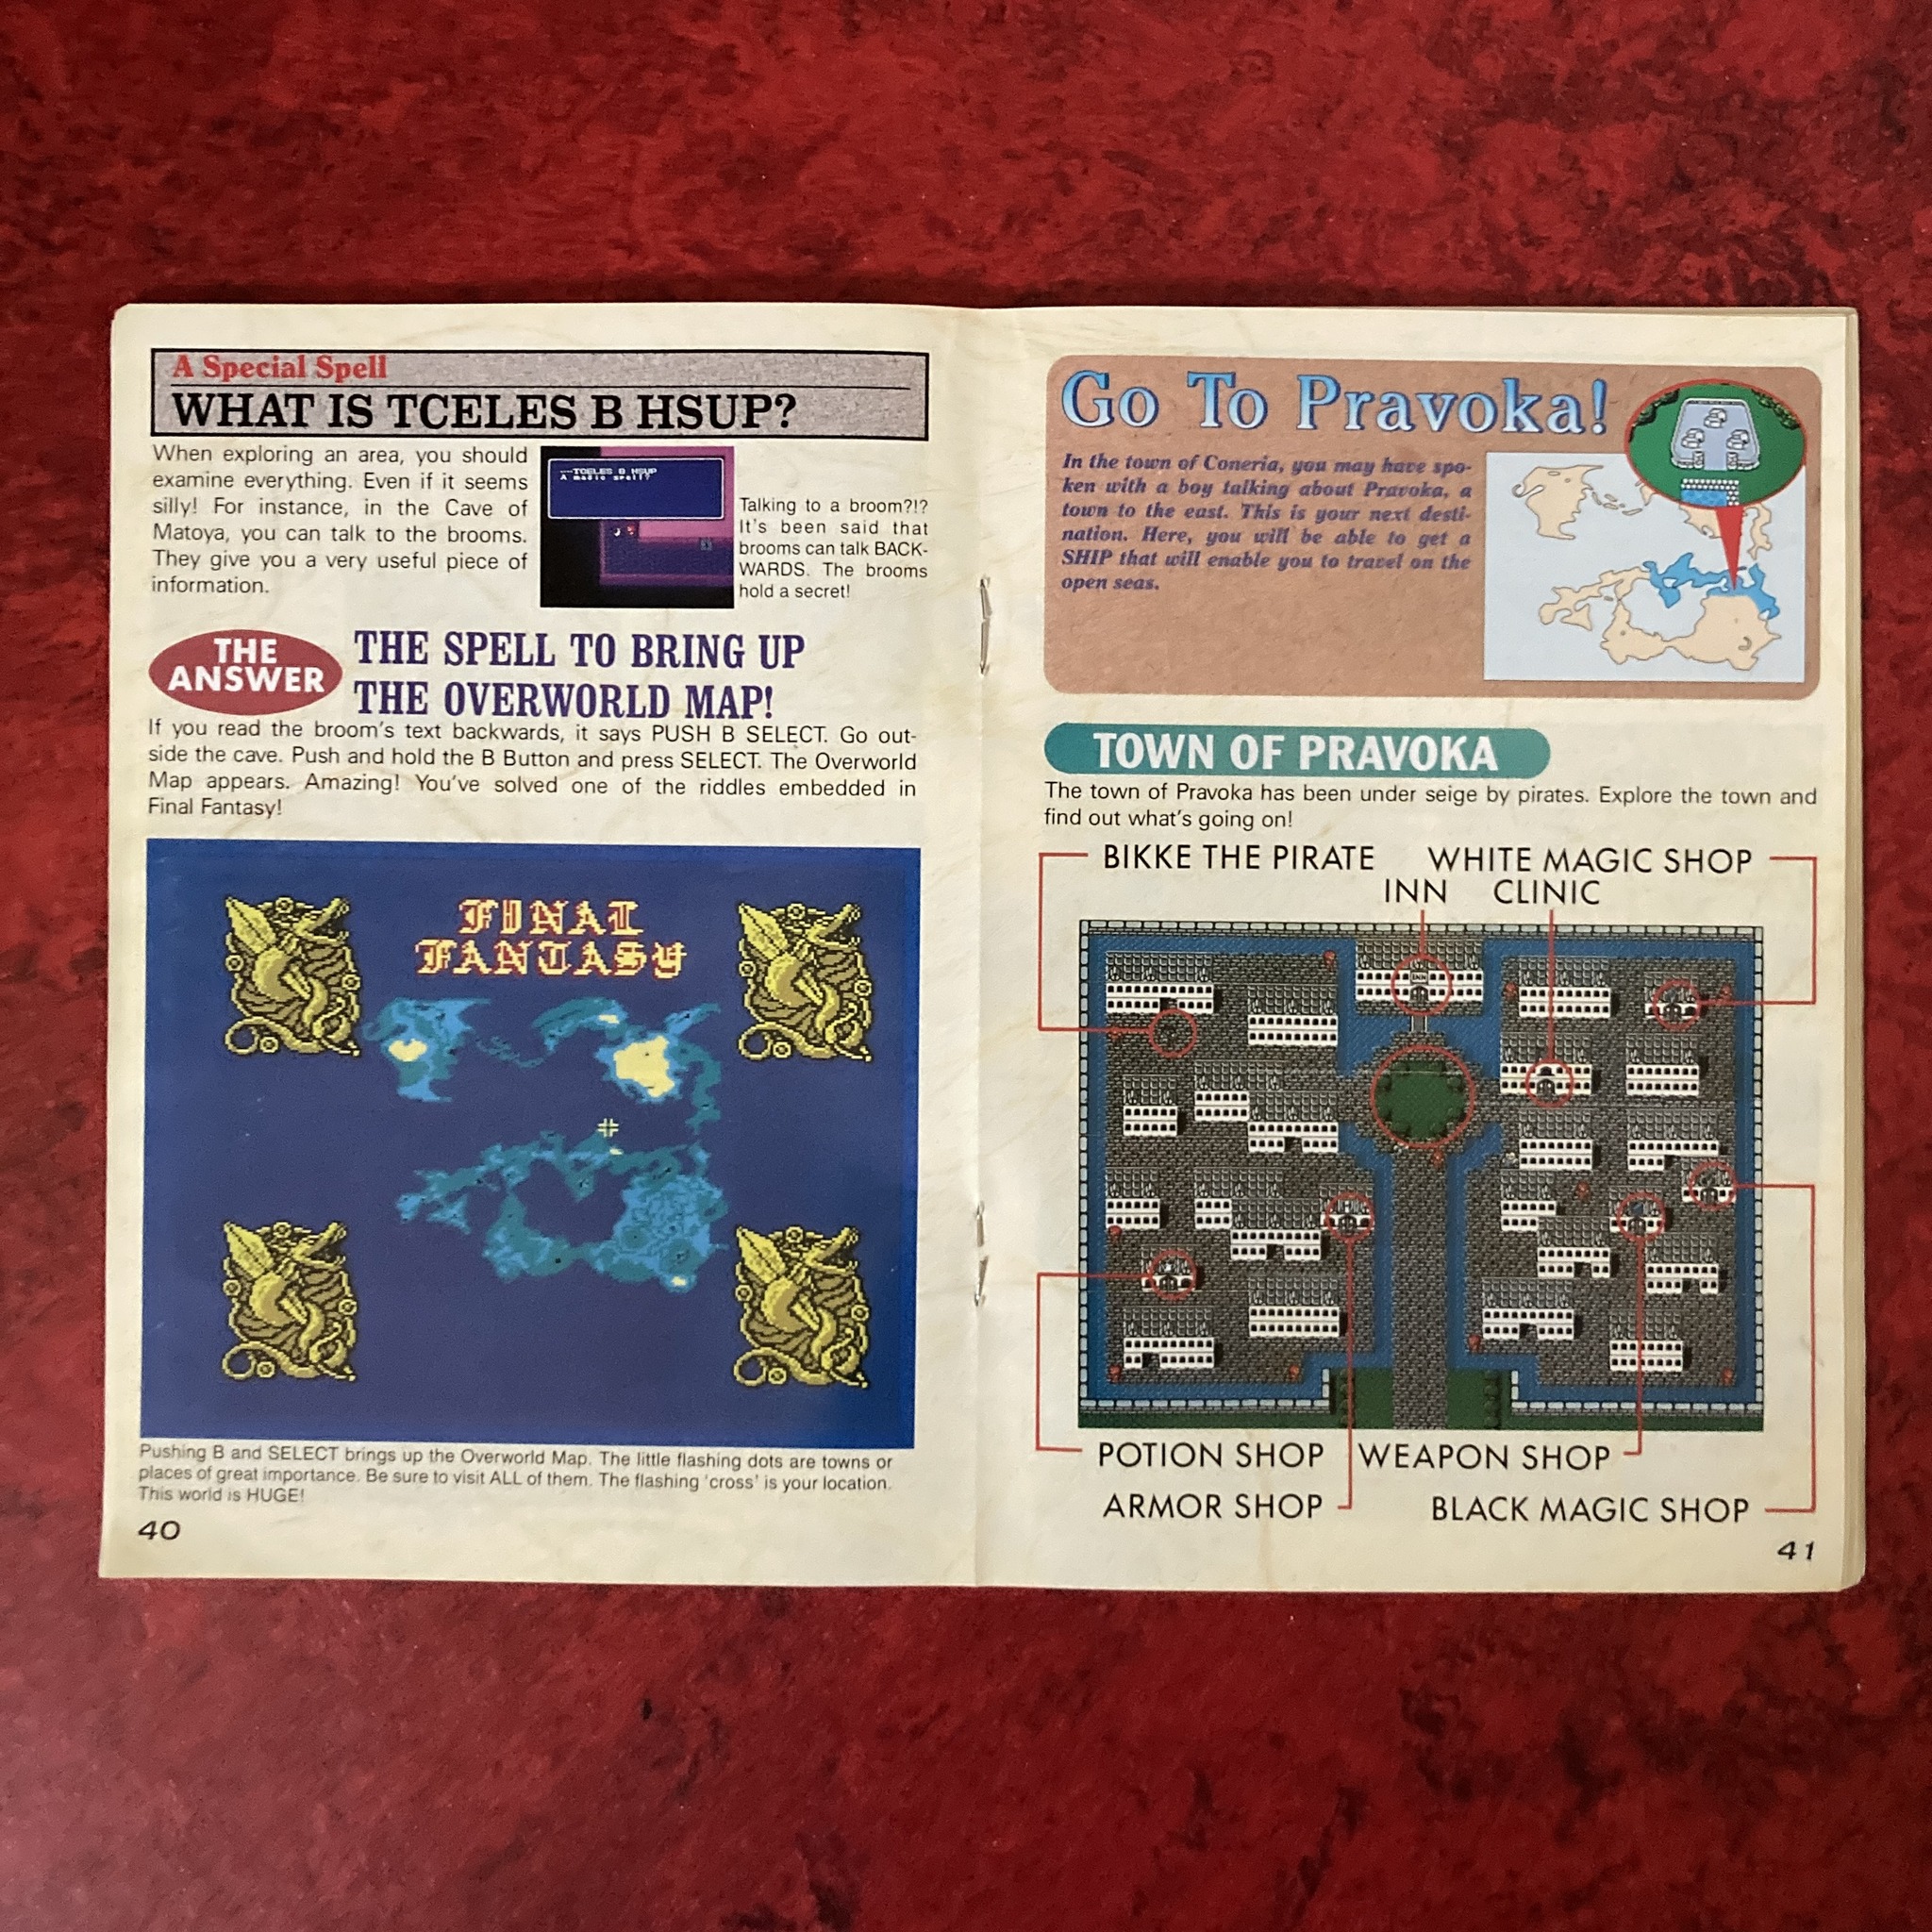 A Special Spell
WHAT IS TCELES B HSUP?
When exploring an area, you should
examine everything. Even if it seems
silly! For instance, in the Cave of
Matoya, you can talk to the brooms.
They give you a very useful piece of
information.
---TCELES B HSUP
A magic spell?
Talking to a broom?!?
It's been said that
brooms can talk BACK-
WARDS. The brooms
hold a secret!
THE
ANSWER
THE SPELL TO BRING UP
THE OVERWORLD MAP!
If you read the broom's text backwards, it says PUSH B SELECT. Go out-
side the cave. Push and hold the B Button and press SELECT. The Overworld
Map appears. Amazing! You've solved one of the riddles embedded in
Final Fantasy!
FINAL
FANTASY
Pushing B and SELECT brings up the Overworld Map. The little flashing dots are towns or
places of great importance. Be sure to visit ALL of them. The flashing 'cross' is your location.
This world is HUGE!
40
Go To Pravoka!
In the town of Coneria, you may have spo-
ken with a boy talking about Pravoka, a
town to the east. This is your next desti-
nation. Here, you will be able to get a
SHIP that will enable you to travel on the
open seas.
TOWN OF PRAVOKA
The town of Pravoka has been under seige by pirates. Explore the town and
find out what's going on!
BIKKE THE PIRATE
WHITE MAGIC SHOP
INN
CLINIC
INN
POTION SHOP
WEAPON SHOP
ARMOR SHOP
BLACK MAGIC SHOP
41